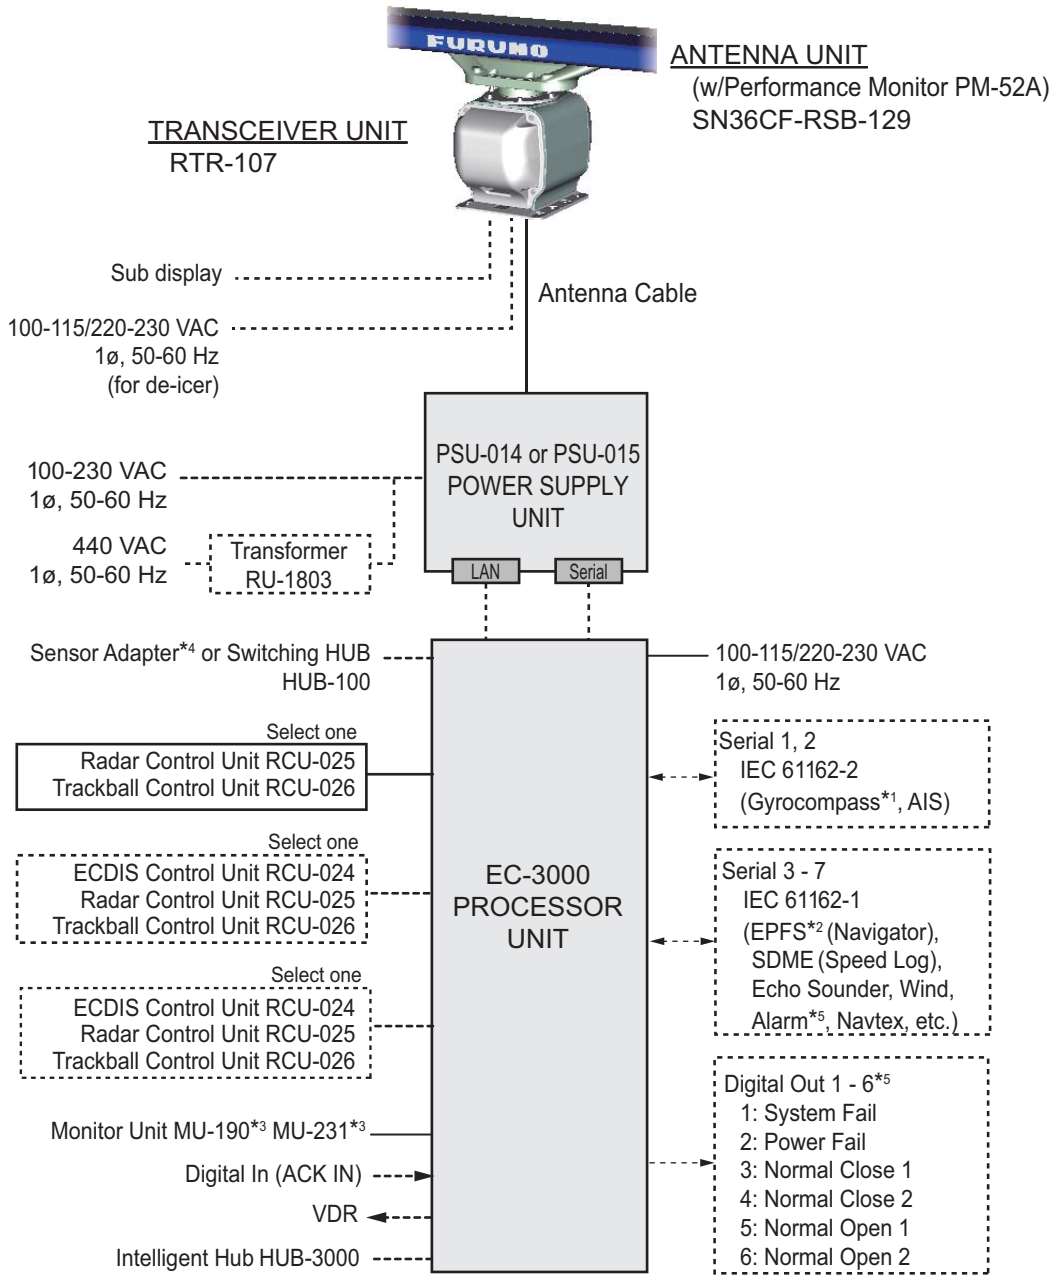 FURUNO
ANTENNA UNIT
(w/Performance Monitor PM-52A)
SN36CF-RSB-129
TRANSCEIVER UNIT
RTR-107
Sub display
Antenna Cable
100-115/220-230 VAC
1ø, 50-60 Hz
(for de-icer)
PSU-014 or PSU-015
POWER SUPPLY
UNIT
100-230 VAC
1ø, 50-60 Hz
440 VAC
1ø, 50-60 Hz
Transformer
RU-1803
LAN
Serial
Sensor Adapter*4 or Switching HUB
HUB-100
100-115/220-230 VAC
1ø, 50-60 Hz
Select one
Radar Control Unit RCU-025
Trackball Control Unit RCU-026
Serial 1, 2
IEC 61162-2
(Gyrocompass*1, AIS)
Select one
ECDIS Control Unit RCU-024
Radar Control Unit RCU-025
Trackball Control Unit RCU-026
EC-3000
PROCESSOR
UNIT
Serial 3 - 7
IEC 61162-1
(EPFS*2 (Navigator),
SDME (Speed Log),
Echo Sounder, Wind,
Alarm*5, Navtex, etc.)
Select one
ECDIS Control Unit RCU-024
Radar Control Unit RCU-025
Trackball Control Unit RCU-026
Digital Out 1 - 6*5
1: System Fail
2: Power Fail
3: Normal Close 1
4: Normal Close 2
5: Normal Open 1
6: Normal Open 2
Monitor Unit MU-190*3 MU-231*3
Digital In (ACK IN)
VDR
Intelligent Hub HUB-3000